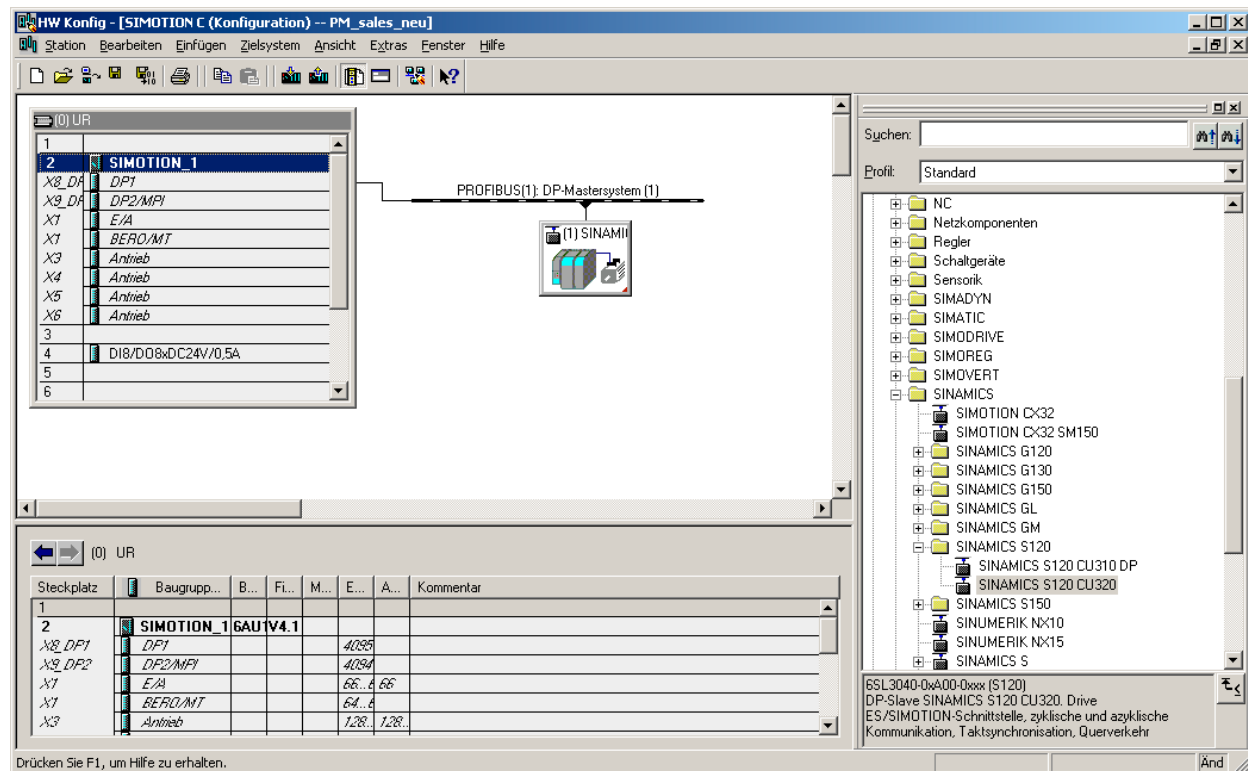 HW Konfig - [SIMOTION C (Konfiguration) -- PM_sales_neu]
Station Bearbeiten Einfügen Zielsystem Ansicht Extras Fenster Hilfe
(0) UR
1
2 SIMOTION_1
X8_DP DP1
X9_DP DP2/MPI
X1 E/A
X1 BERO/MT
X3 Antrieb
X4 Antrieb
X5 Antrieb
X6 Antrieb
3
4 DI8/DO8xDC24V/0,5A
5
6
PROFIBUS(1): DP-Mastersystem (1)
(1) SINAMI
Suchen:
Profil: Standard
NC
Netzkomponenten
Regler
Schaltgeräte
Sensorik
SIMADYN
SIMATIC
SIMODRIVE
SIMOREG
SIMOVERT
SINAMICS
SIMOTION CX32
SIMOTION CX32 SM150
SINAMICS G120
SINAMICS G130
SINAMICS G150
SINAMICS GL
SINAMICS GM
SINAMICS S120
SINAMICS S120 CU310 DP
SINAMICS S120 CU320
SINAMICS S150
SINUMERIK NX10
SINUMERIK NX15
SINAMICS S
6SL3040-0xA00-0xxx (S120)
DP-Slave SINAMICS S120 CU320. Drive
ES/SIMOTION-Schnittstelle, zyklische und azyklische
Kommunikation, Taktsynchronisation, Querverkehr
(0) UR
Steckplatz Baugrupp... B... Fi... M... E... A... Kommentar
1
2 SIMOTION_1 6AU1 V4.1
X8_DP1 DP1 4095
X9_DP2 DP2/MPI 4094
X1 E/A 66...6 66
X1 BERO/MT 64...6
X3 Antrieb 128.. 128..
Drücken Sie F1, um Hilfe zu erhalten.
Änd